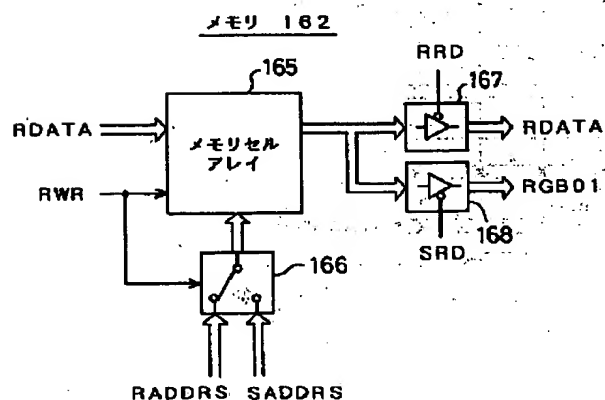 メモリ 162
165
RRD
167
RDATA
メモリセル
アレイ
RDATA
RWR
RGB01
168
SRD
166
RADDRS SADDRS